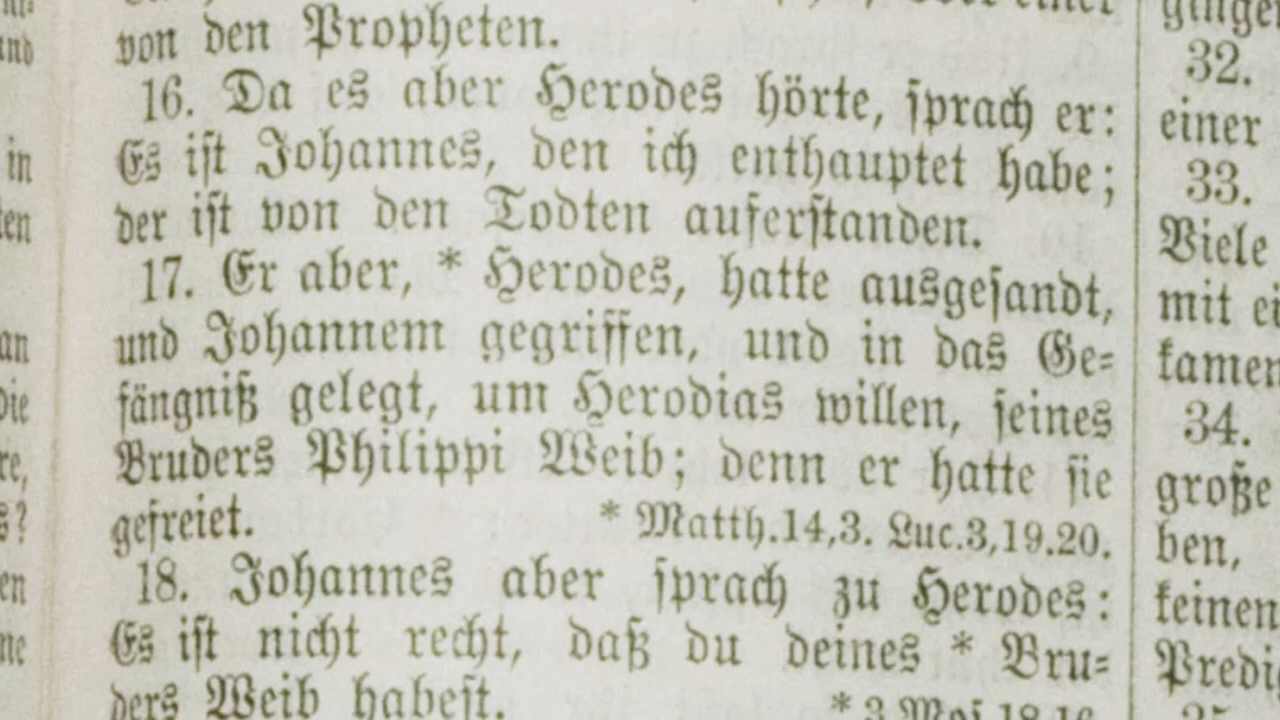 von den Propheten.
16. Da es aber Herodes hörte, sprach er:
Es ist Johannes, den ich enthauptet habe;
der ist von den Todten auferstanden.
17. Er aber, * Herodes, hatte ausgesandt,
und Johannem gegriffen, und in das Ge-
fängniß gelegt, um Herodias willen, seines
Bruders Philippi Weib; denn er hatte sie
gefreiet. * Matth.14,3. Luc.3,19.20.
18. Johannes aber sprach zu Herodes:
Es ist nicht recht, daß du deines * Bru-
ders Weib habest. * 3 Mos.18,16.
32.
einer
33.
Viele
mit
kamen
34.
große
ben,
keinen